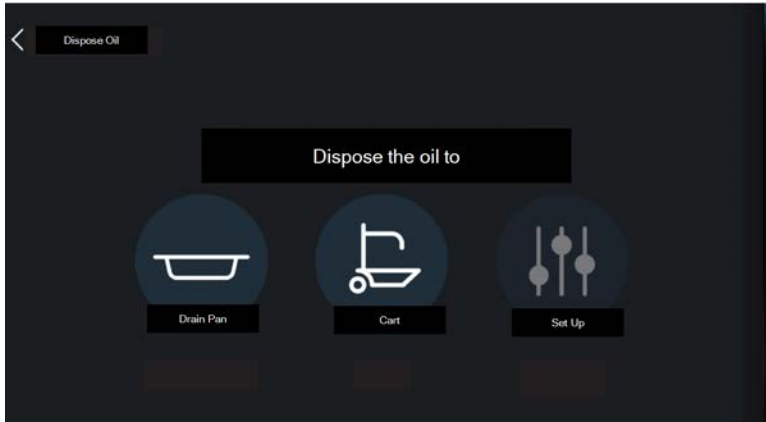 Dispose Oil
Dispose the oil to
Drain Pan
Cart
Set Up